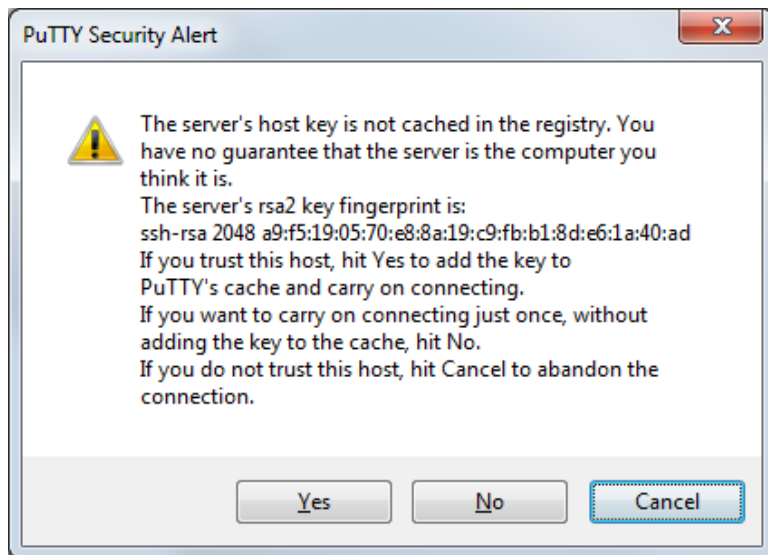 PuTTY Security Alert
The server's host key is not cached in the registry. You
have no guarantee that the server is the computer you
think it is.
The server's rsa2 key fingerprint is:
ssh-rsa 2048 a9:f5:19:05:70:e8:8a:19:c9:fb:b1:8d:e6:1a:40:ad
If you trust this host, hit Yes to add the key to
PuTTY's cache and carry on connecting.
If you want to carry on connecting just once, without
adding the key to the cache, hit No.
If you do not trust this host, hit Cancel to abandon the
connection.
Yes No Cancel